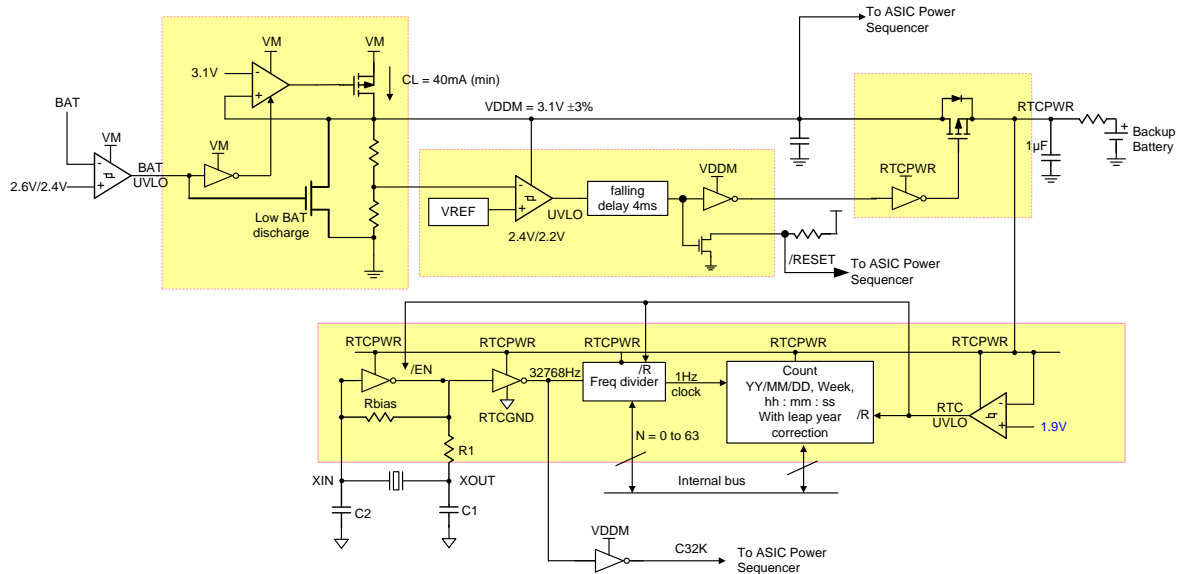 To ASIC Power
Sequencer
VM
VM
3.1V
-
+
CL = 40mA (min)
BAT
VM
VM
VDDM = 3.1V ±3%
RTCPWR
+
Backup
Battery
1µF
-
+
2.6V/2.4V
BAT
UVLO
Low BAT
discharge
VREF
-
+
UVLO
2.4V/2.2V
falling
delay 4ms
VDDM
RTCPWR
/RESET
To ASIC Power
Sequencer
RTCPWR
/EN
RTCPWR
RTCPWR
RTCPWR
RTCPWR
32768Hz
/R
Freq divider
1Hz
clock
Count
YY/MM/DD, Week,
hh : mm : ss
With leap year
correction
/R
RTC
UVLO
-
+
1.9V
Rbias
RTCGND
R1
N = 0 to 63
XIN
XOUT
Internal bus
C2
C1
VDDM
C32K
To ASIC Power
Sequencer